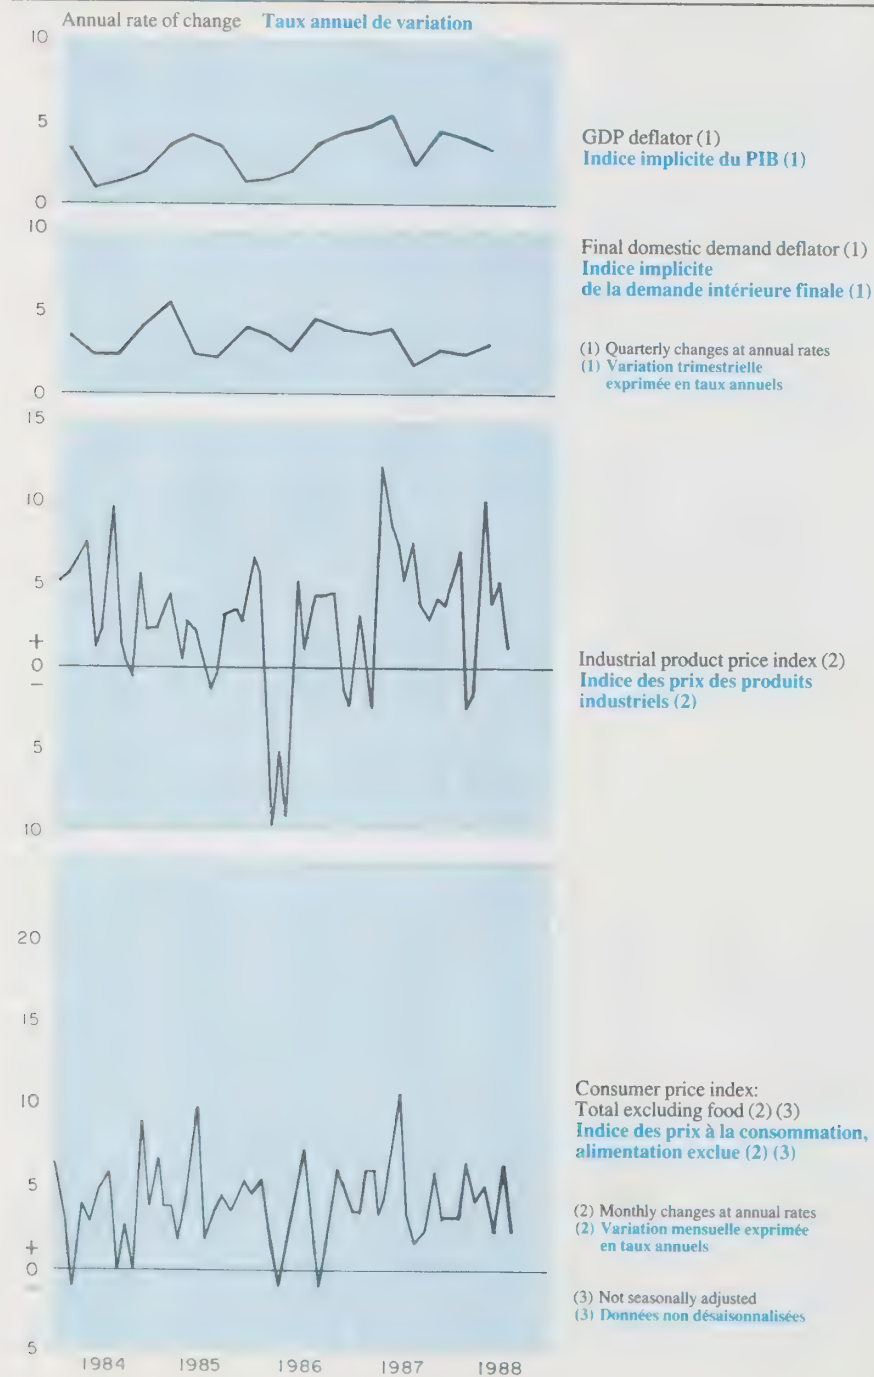 Annual rate of change Taux annuel de variation
10
5
0
GDP deflator (1)
Indice implicite du PIB (1)
10
5
0
Final domestic demand deflator (1)
Indice implicite
de la demande intérieure finale (1)
(1) Quarterly changes at annual rates
(1) Variation trimestrielle
exprimée en taux annuels
15
10
5
+
0
−
5
10
Industrial product price index (2)
Indice des prix des produits
industriels (2)
20
15
10
5
+
0
−
5
Consumer price index:
Total excluding food (2) (3)
Indice des prix à la consommation,
alimentation exclue (2) (3)
(2) Monthly changes at annual rates
(2) Variation mensuelle exprimée
en taux annuels
(3) Not seasonally adjusted
(3) Données non désaisonnalisées
1984 1985 1986 1987 1988